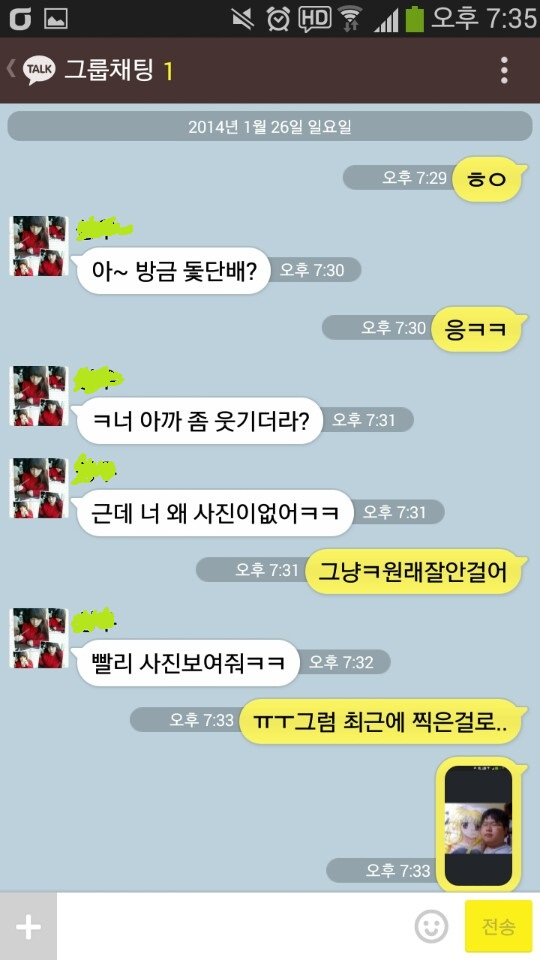 HD 오후 7:35
TALK 그룹채팅 1
2014년 1월 26일 일요일
오후 7:29 ㅎㅇ
아~ 방금 돛단배? 오후 7:30
오후 7:30 응ㅋㅋ
ㅋ너 아까 좀 웃기더라? 오후 7:31
근데 너 왜 사진이없어ㅋㅋ 오후 7:31
오후 7:31 그냥ㅋ원래잘안걸어
빨리 사진보여줘ㅋㅋ 오후 7:32
오후 7:33 ㅠㅜ그럼 최근에 찍은걸로..
오후 7:33
전송